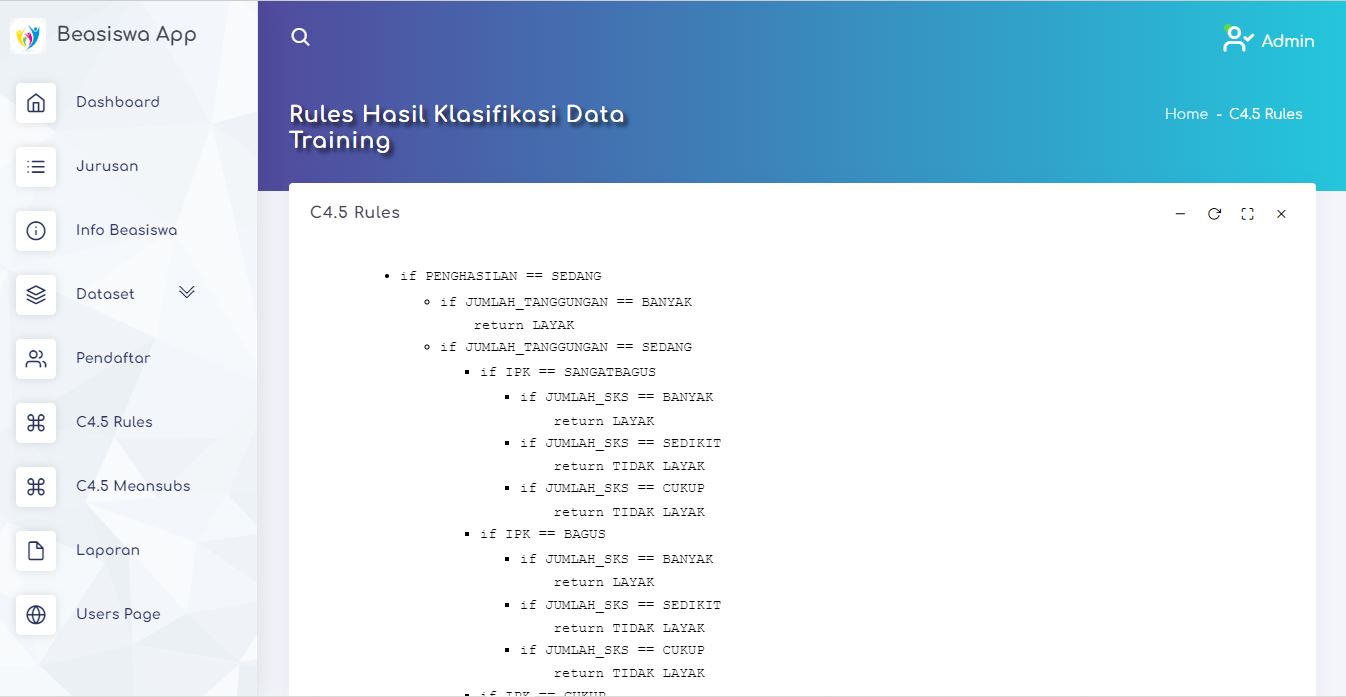 Beasiswa App
Dashboard
Jurusan
Info Beasiswa
Dataset
Pendaftar
C4.5 Rules
C4.5 Meansubs
Laporan
Users Page
Admin
Rules Hasil Klasifikasi Data
Training
Home - C4.5 Rules
C4.5 Rules
if PENGHASILAN == SEDANG
if JUMLAH_TANGGUNGAN == BANYAK
return LAYAK
if JUMLAH_TANGGUNGAN == SEDANG
if IPK == SANGATBAGUS
if JUMLAH_SKS == BANYAK
return LAYAK
if JUMLAH_SKS == SEDIKIT
return TIDAK LAYAK
if JUMLAH_SKS == CUKUP
return TIDAK LAYAK
if IPK == BAGUS
if JUMLAH_SKS == BANYAK
return LAYAK
if JUMLAH_SKS == SEDIKIT
return TIDAK LAYAK
if JUMLAH_SKS == CUKUP
return TIDAK LAYAK
if IPK == CUKUP